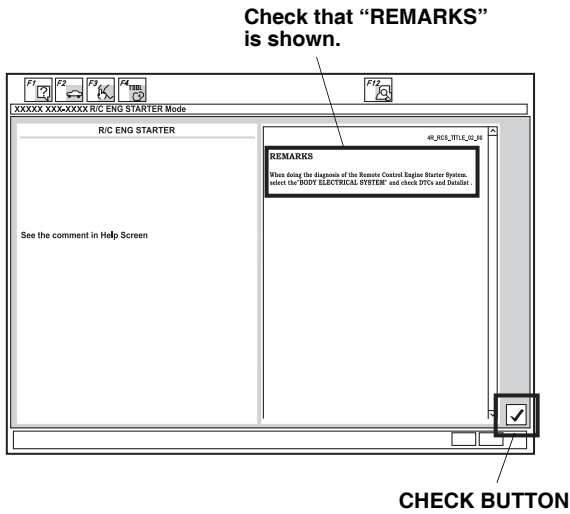 Check that “REMARKS”
is shown.
F1
F2
F3
F4
TOOL
F12
XXXXX XXX-XXXX R/C ENG STARTER Mode
R/C ENG STARTER
4R_RCS_TITLE_02_00
REMARKS
When doing the diagnosis of the Remote Control Engine Starter System.
select the"BODY ELECTRICAL SYSTEM" and check DTCs and Datalist .
See the comment in Help Screen
CHECK BUTTON